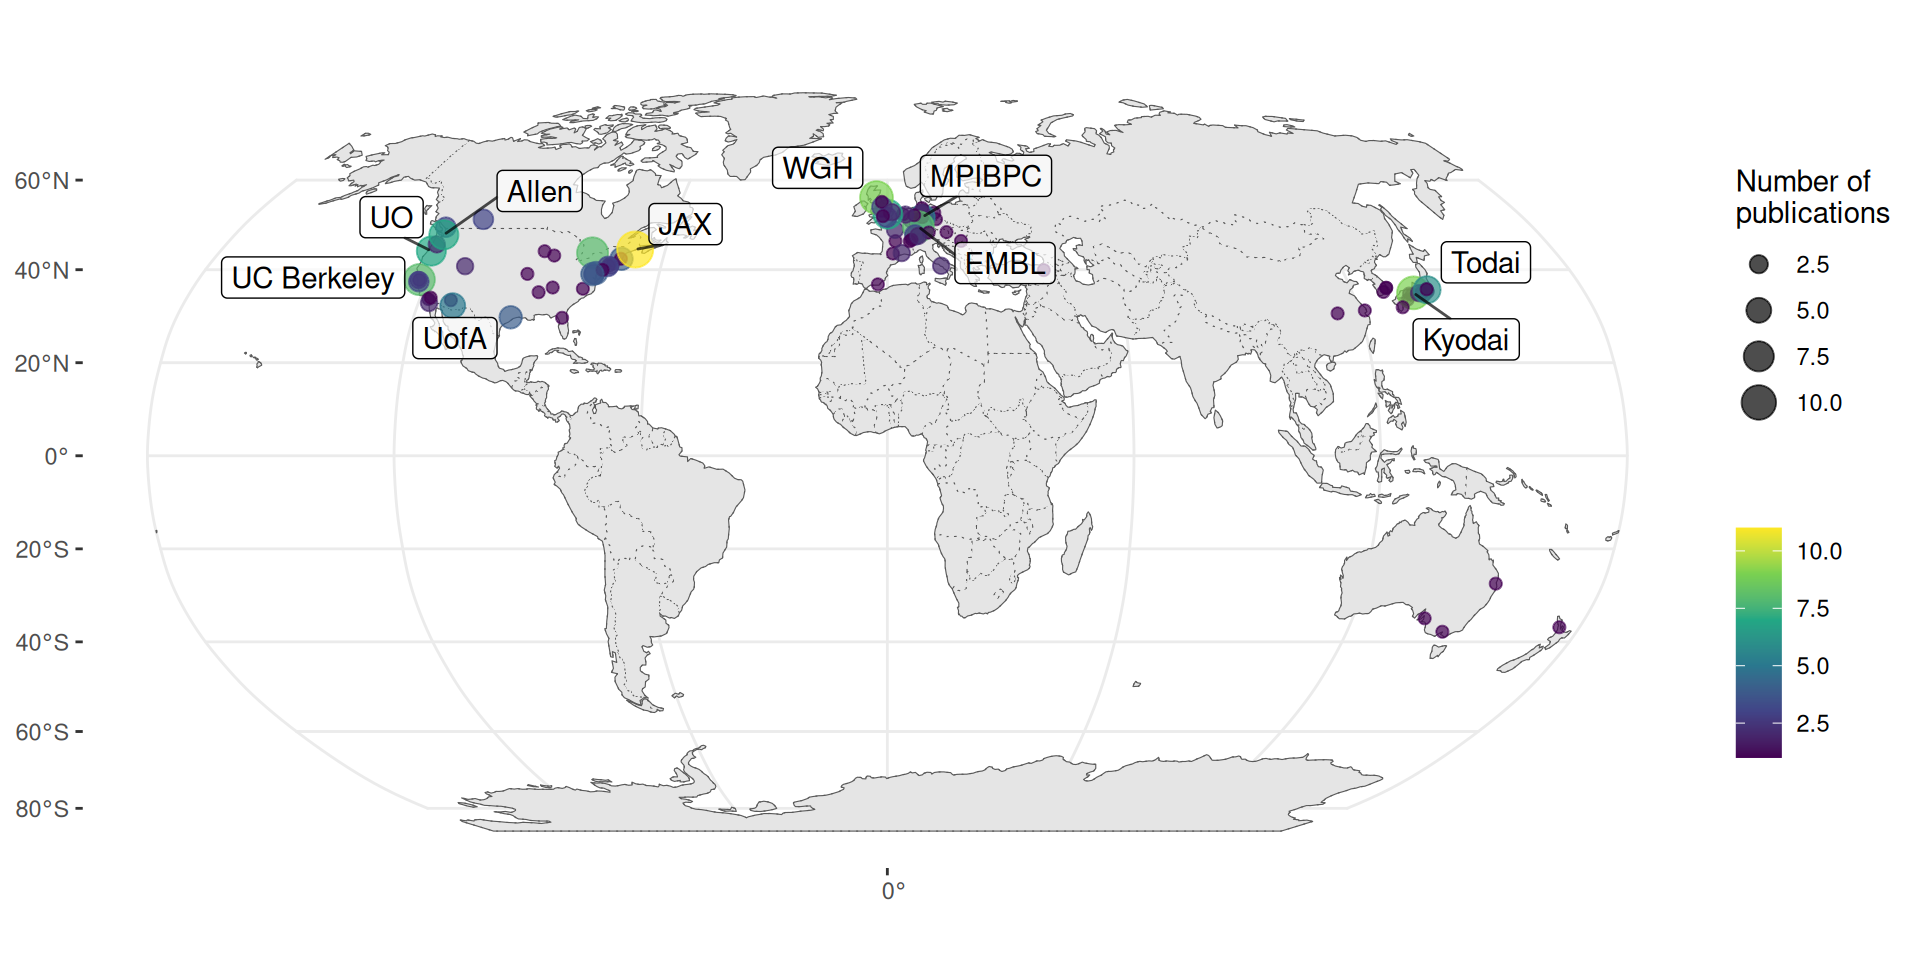 60°N
40°N
20°N
0°
20°S
40°S
60°S
80°S
0°
WGH
MPIBPC
Allen
UO
JAX
UC Berkeley
EMBL
Todai
UofA
Kyodai
Number of
publications
2.5
5.0
7.5
10.0
10.0
7.5
5.0
2.5